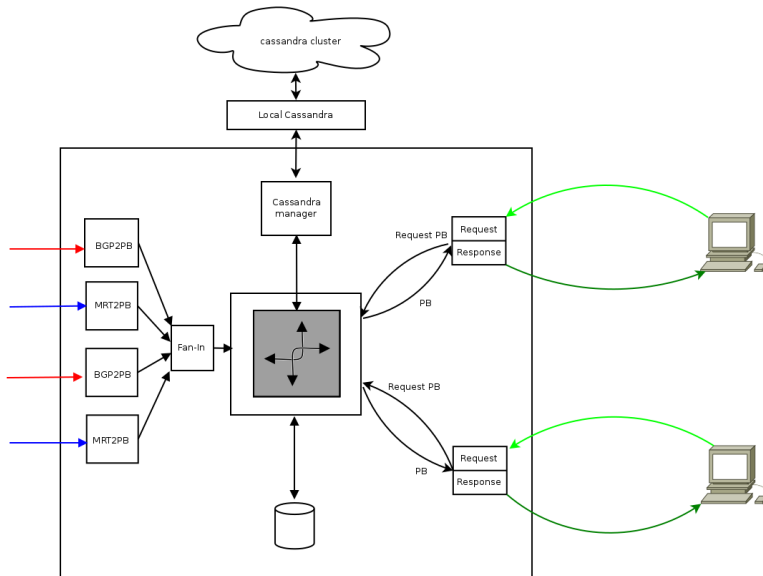 cassandra cluster
Local Cassandra
Cassandra
manager
BGP2PB
MRT2PB
BGP2PB
MRT2PB
Fan-In
Request PB
PB
Request
Response
Request PB
PB
Request
Response